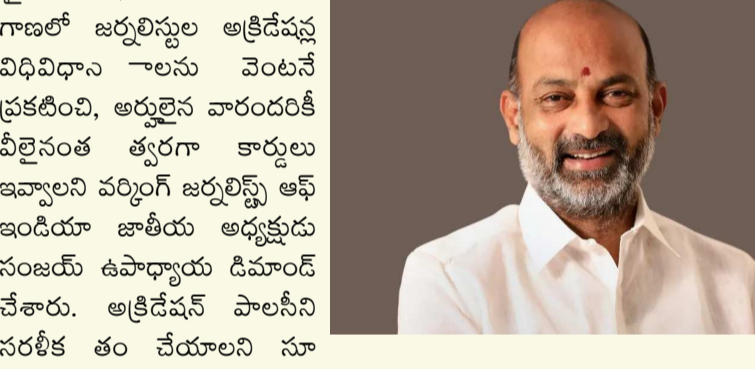 గాణలో జర్నలిస్టుల అక్రిడేషన్ల
విధివిధాన ాలను వెంటనే
ప్రకటించి, అర్హులైన వారందరికీ
వీలైనంత త్వరగా కార్డులు
ఇవ్వాలని వర్కింగ్ జర్నలిస్ట్స్ ఆఫ్
ఇండియా జాతీయ అధ్యక్షుడు
సంజయ్ ఉపాధ్యాయ డిమాండ్
చేశారు. అక్రిడేషన్ పాలసీని
సరళీక తం చేయాలని సూ